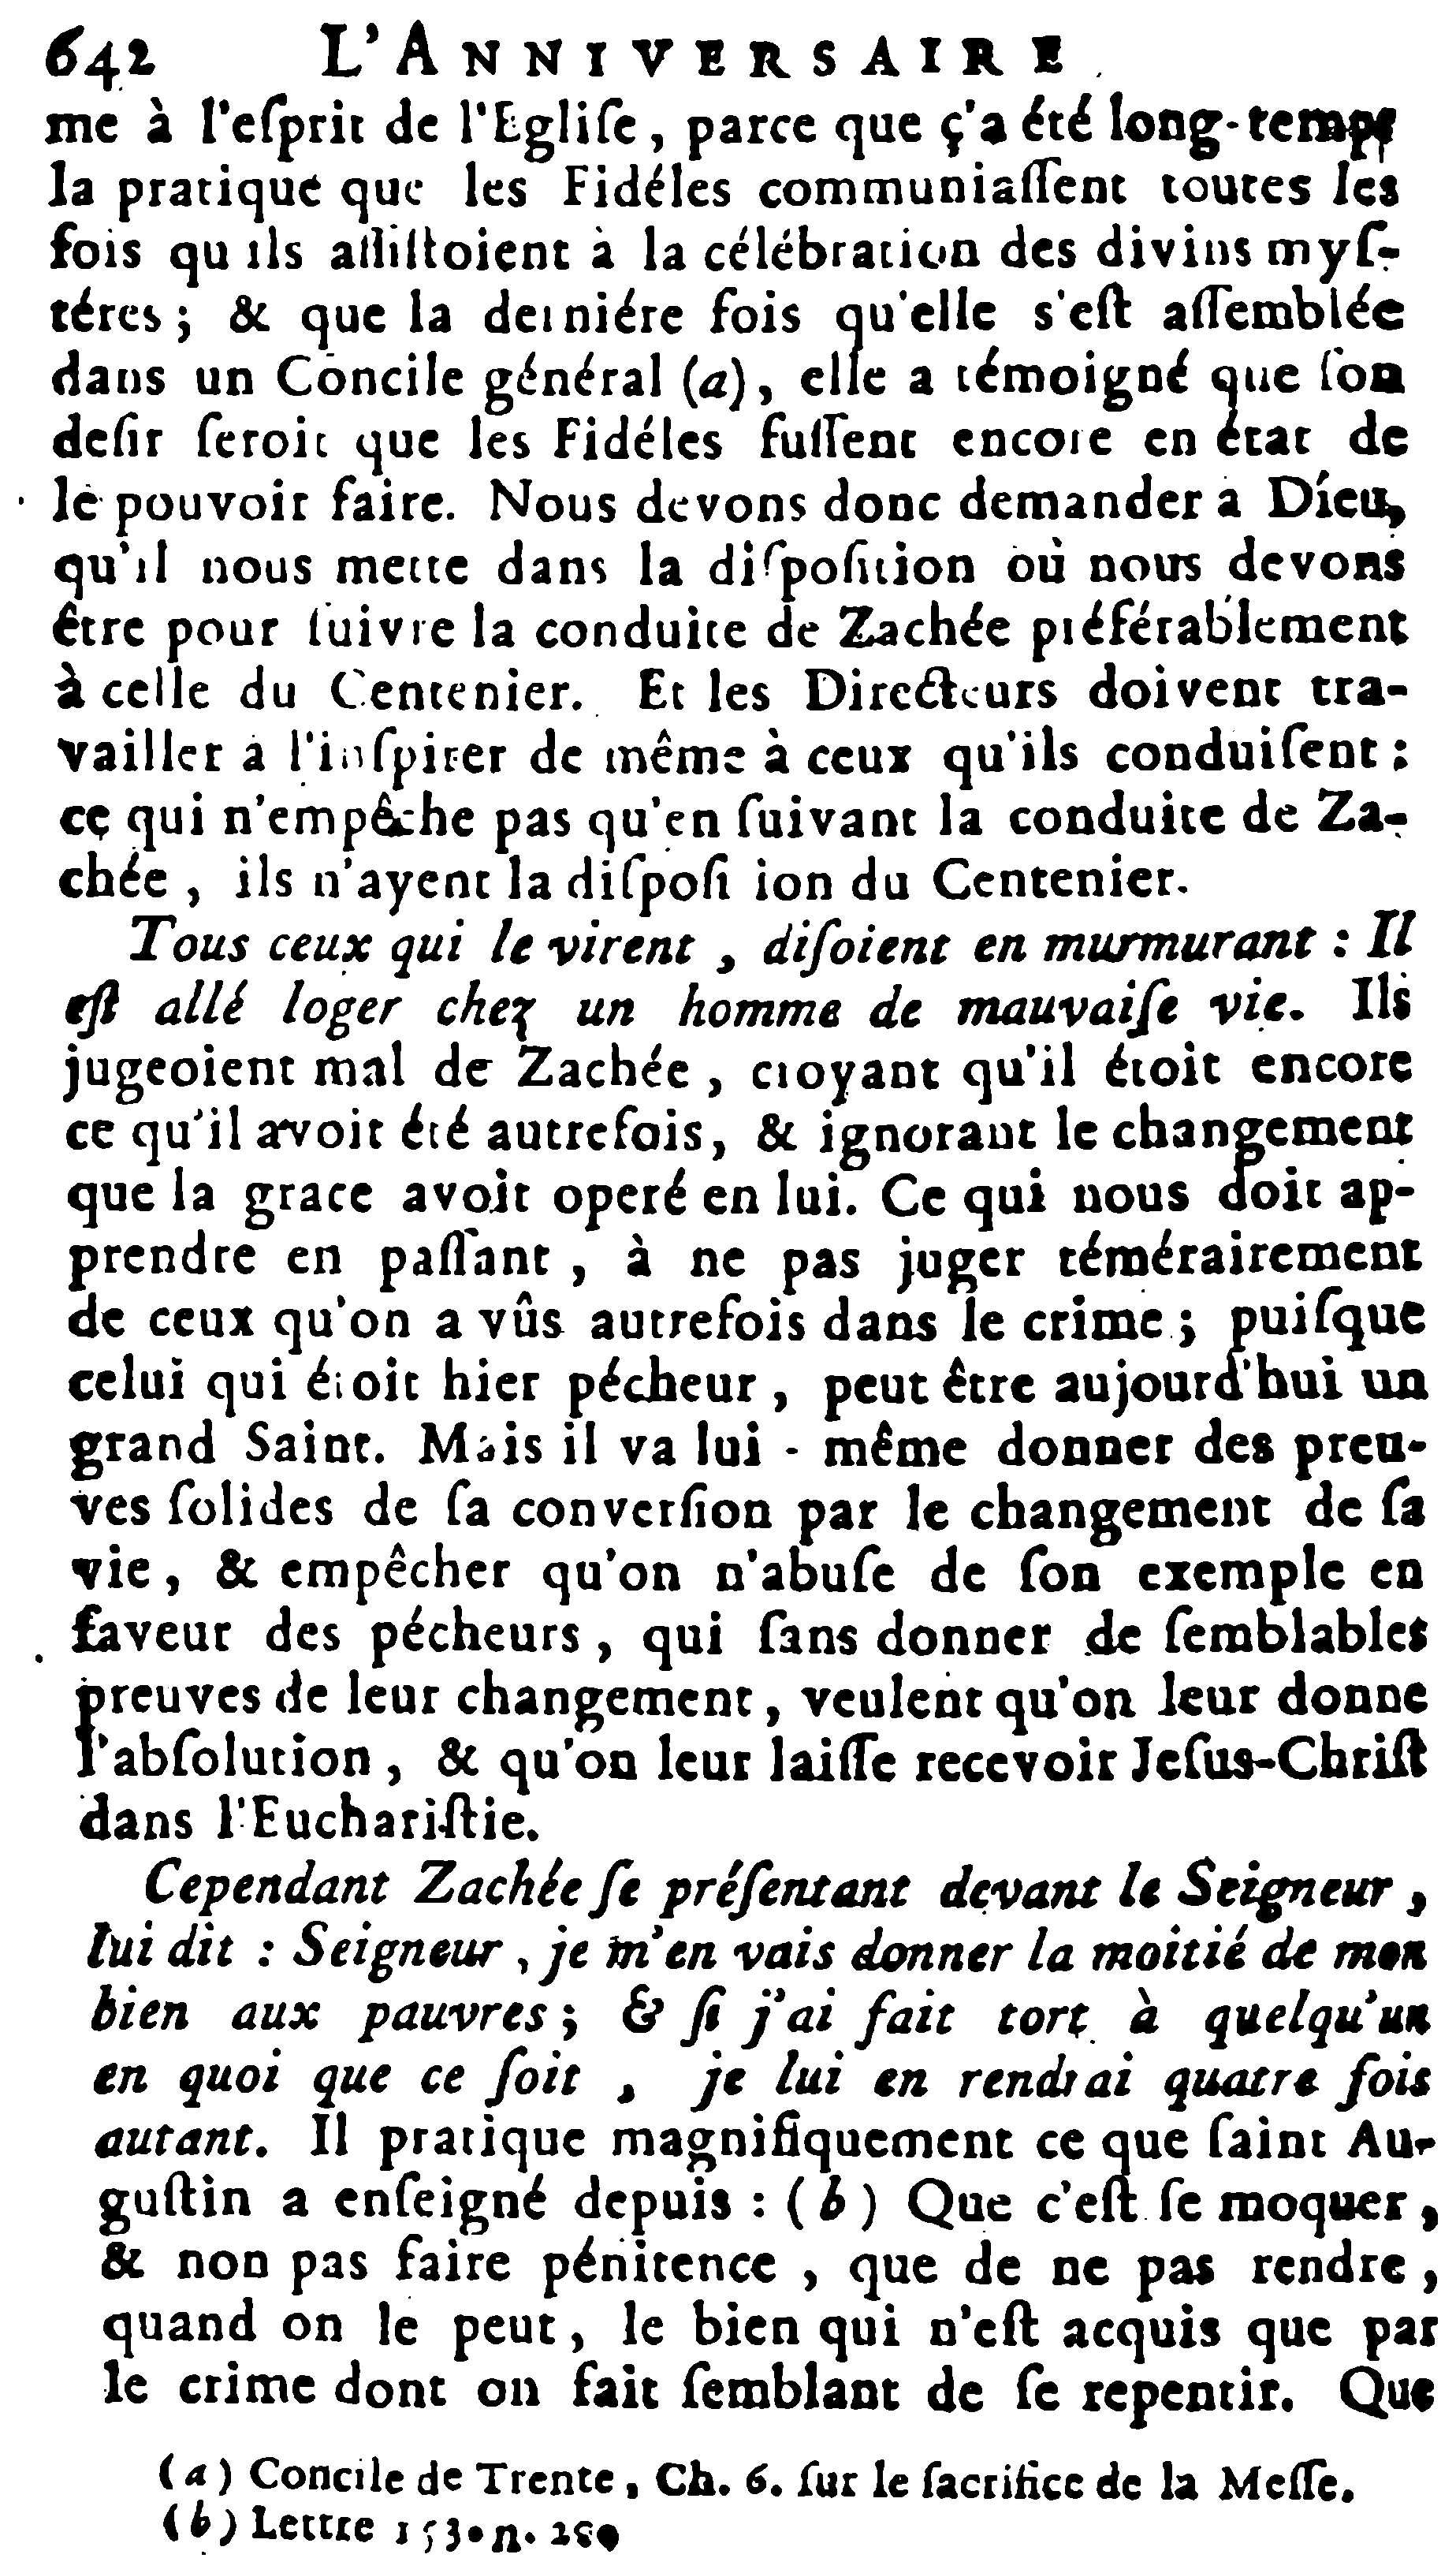 642 L'ANNIVERSAIRE
me à l'eſprit de l'Egliſe, parce que ç'a été long-temps
la pratique que les Fidéles communiaſſent toutes les
fois qu'ils aſſiſtoient à la célébration des divins myſ-
téres; & que la derniére fois qu'elle s'eſt aſſemblée
dans un Concile général (a), elle a témoigné que ſon
deſir ſeroit que les Fidéles fuſſent encore en état de
le pouvoir faire. Nous devons donc demander à Dieu,
qu'il nous mette dans la diſpoſition où nous devons
être pour ſuivre la conduite de Zachée préférablement
à celle du Centenier. Et les Directeurs doivent tra-
vailler à l'inſpirer de même à ceux qu'ils conduiſent:
ce qui n'empêche pas qu'en ſuivant la conduite de Za-
chée, ils n'ayent la diſpoſition du Centenier.
Tous ceux qui le virent, diſoient en murmurant: Il
eſt allé loger chez un homme de mauvaiſe vie. Ils
jugeoient mal de Zachée, croyant qu'il étoit encore
ce qu'il avoit été autrefois, & ignorant le changement
que la grace avoit operé en lui. Ce qui nous doit ap-
prendre en paſſant, à ne pas juger témérairement
de ceux qu'on a vûs autrefois dans le crime; puiſque
celui qui étoit hier pécheur, peut être aujourd'hui un
grand Saint. Mais il va lui-même donner des preu-
ves ſolides de ſa converſion par le changement de ſa
vie, & empêcher qu'on n'abuſe de ſon exemple en
faveur des pécheurs, qui ſans donner de ſemblables
preuves de leur changement, veulent qu'on leur donne
l'abſolution, & qu'on leur laiſſe recevoir Jeſus-Chriſt
dans l'Euchariſtie.
Cependant Zachée ſe préſentant devant le Seigneur,
lui dit: Seigneur, je m'en vais donner la moitié de mon
bien aux pauvres; & ſi j'ai fait tort à quelqu'un
en quoi que ce ſoit, je lui en rendrai quatre fois
autant. Il pratique magnifiquement ce que ſaint Au-
guſtin a enſeigné depuis: (b) Que c'eſt ſe moquer,
& non pas faire pénitence, que de ne pas rendre,
quand on le peut, le bien qui n'eſt acquis que par
le crime dont on fait ſemblant de ſe repentir. Que
(a) Concile de Trente, Ch. 6. ſur le ſacrifice de la Meſſe.
(b) Lettre 153. n.